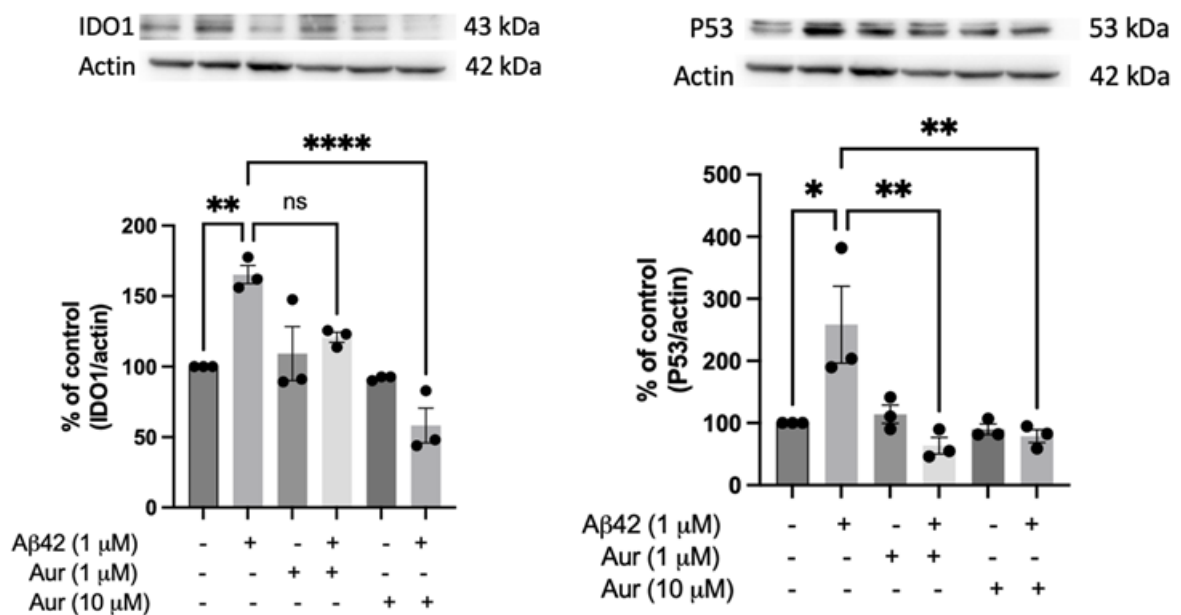 IDO1 43 kDa
Actin 42 kDa
****
** ns
200
150
100
50
0
% of control
(IDO1/actin)
Aβ42 (1 μM) - + - + - +
Aur (1 μM) - - + + - -
Aur (10 μM) - - - - + +
P53 53 kDa
Actin 42 kDa
**
* **
500
400
300
200
100
0
% of control
(P53/actin)
Aβ42 (1 μM) - + - + - +
Aur (1 μM) - - + + - -
Aur (10 μM) - - - - + +